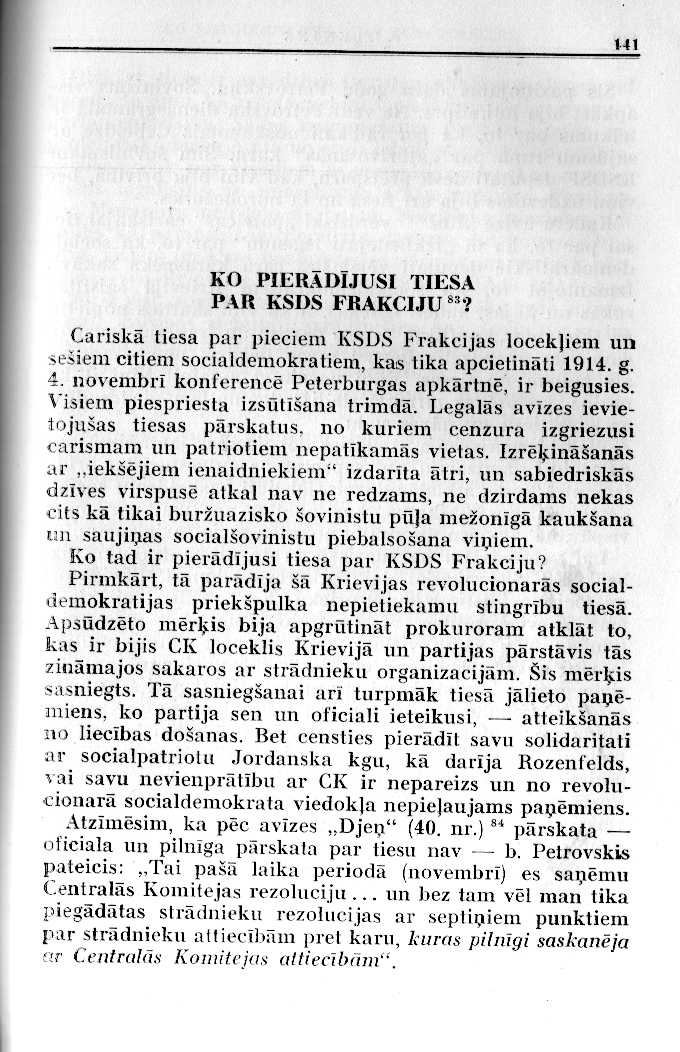 141
KO PIERĀDĪJUSI TIESA
PAR KSDS FRAKCIJU ⁸³?
Cariskā tiesa par pieciem KSDS Frakcijas locekļiem un
sešiem citiem socialdemokratiem, kas tika apcietināti 1914. g.
4. novembrī konferencē Peterburgas apkārtnē, ir beigusies.
Visiem piespriesta izsūtīšana trimdā. Legalās avīzes ievie-
tojušas tiesas pārskatus, no kuriem cenzura izgriezusi
carismam un patriotiem nepatīkamās vietas. Izrēķināšanās
ar „iekšējiem ienaidniekiem“ izdarīta ātri, un sabiedriskās
dzīves virspusē atkal nav ne redzams, ne dzirdams nekas
cits kā tikai buržuazisko šovinistu pūļa mežonīgā kaukšana
un saujiņas socialšovinistu piebalsošana viņiem.
Ko tad ir pierādījusi tiesa par KSDS Frakciju?
Pirmkārt, tā parādīja šā Krievijas revolucionarās social-
demokratijas priekšpulka nepietiekamu stingrību tiesā.
Apsūdzēto mērķis bija apgrūtināt prokuroram atklāt to,
kas ir bijis CK loceklis Krievijā un partijas pārstāvis tās
zināmajos sakaros ar strādnieku organizacijām. Šis mērķis
sasniegts. Tā sasniegšanai arī turpmāk tiesā jālieto paņē-
miens, ko partija sen un oficiali ieteikusi, — atteikšanās
no liecības došanas. Bet censties pierādīt savu solidaritati
ar socialpatriotu Jordanska kgu, kā darīja Rozenfelds,
vai savu nevienprātību ar CK ir nepareizs un no revolu-
cionarā socialdemokrata viedokļa nepieļaujams paņēmiens.
Atzīmēsim, ka pēc avīzes „Djeņ“ (40. nr.) ⁸⁴ pārskata —
oficiala un pilnīga pārskata par tiesu nav — b. Petrovskis
pateicis: „Tai pašā laika periodā (novembrī) es saņēmu
Centralās Komitejas rezoluciju ... un bez tam vēl man tika
piegādātas strādnieku rezolucijas ar septiņiem punktiem
par strādnieku attiecībām pret karu, kuras pilnīgi saskanēja
ar Centralās Komitejas attiecībām“.